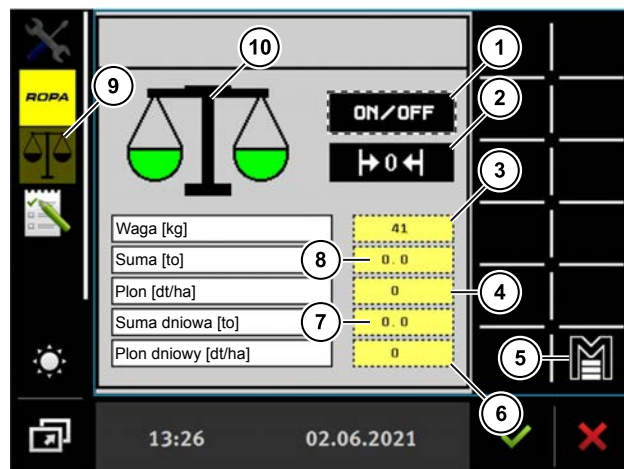 10
1
9
ROPA
ON/OFF
2
0
3
Waga [kg] 41
Suma [to] 8 0.0
Plon [dt/ha] 0 4
Suma dniowa [to] 7 0.0
Plon dniowy [dt/ha] 0
5
M
6
13:26 02.06.2021